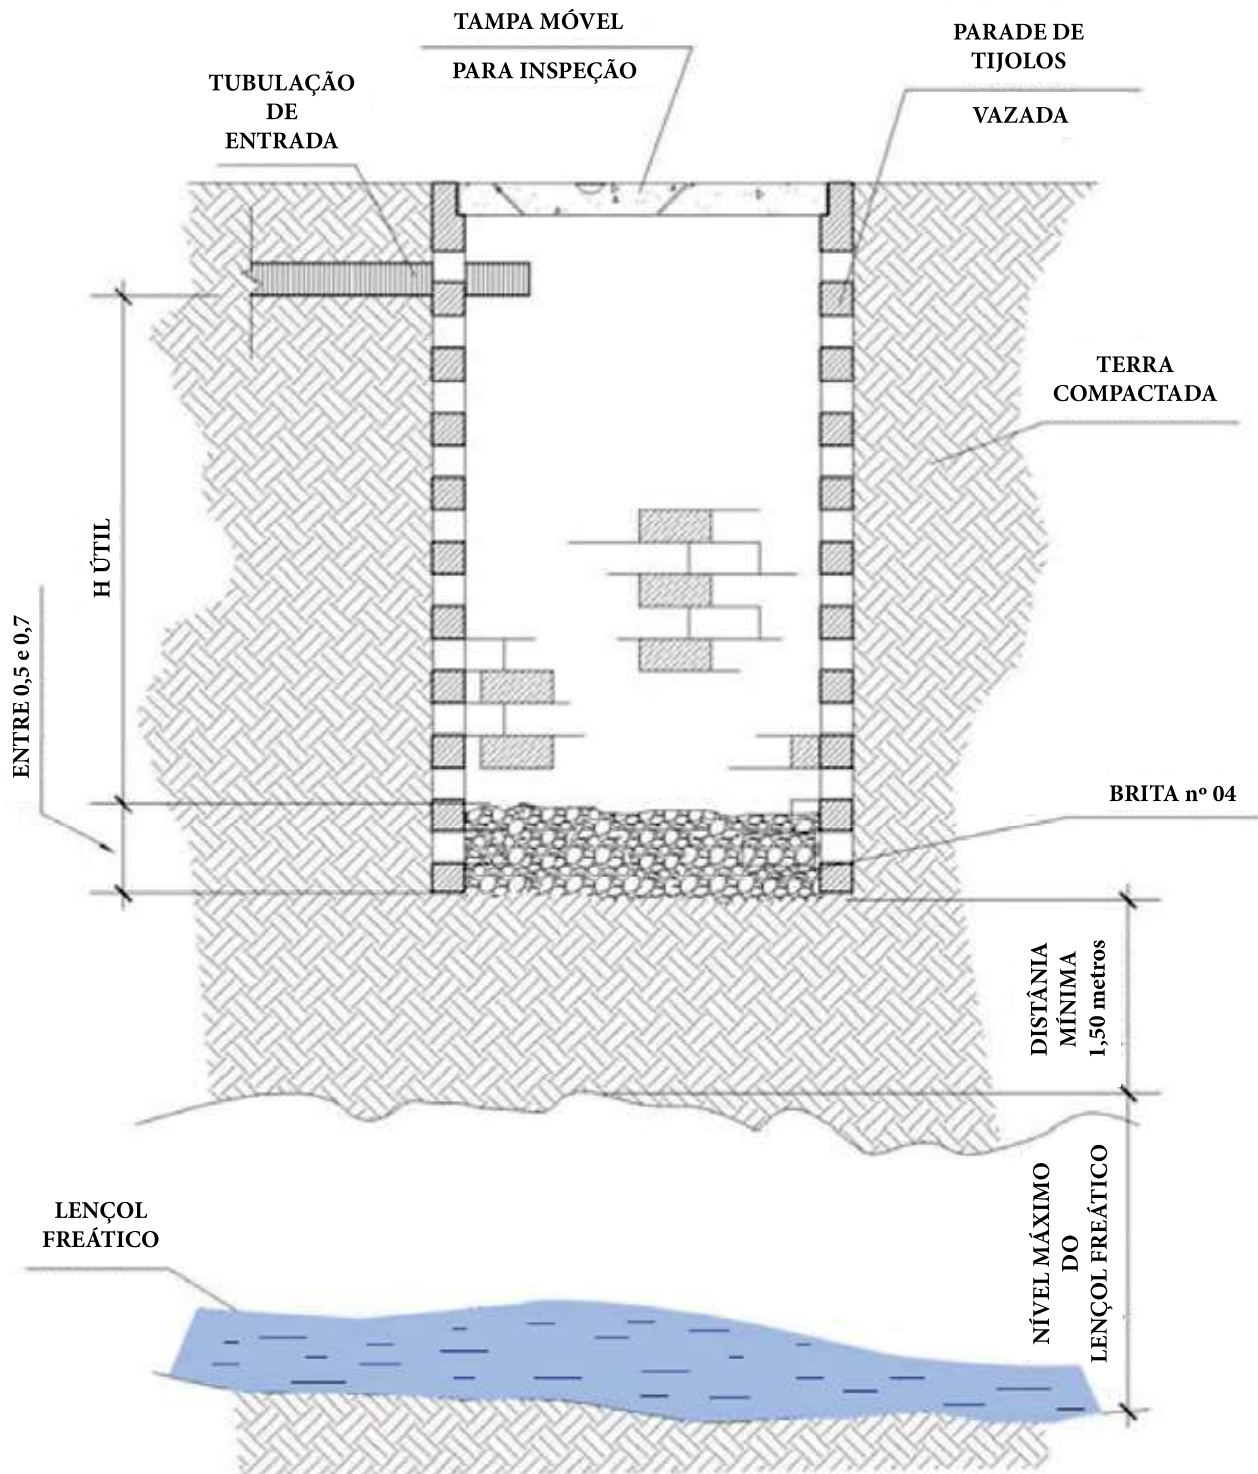 TAMPA MÓVEL
PARA INSPEÇÃO
PARADE DE
TIJOLOS
VAZADA
TUBULAÇÃO
DE
ENTRADA
TERRA
COMPACTADA
H ÚTIL
ENTRE 0,5 e 0,7
BRITA nº 04
DISTÂNIA
MÍNIMA
1,50 metros
LENÇOL
FREÁTICO
NÍVEL MÁXIMO
DO
LENÇOL FREÁTICO